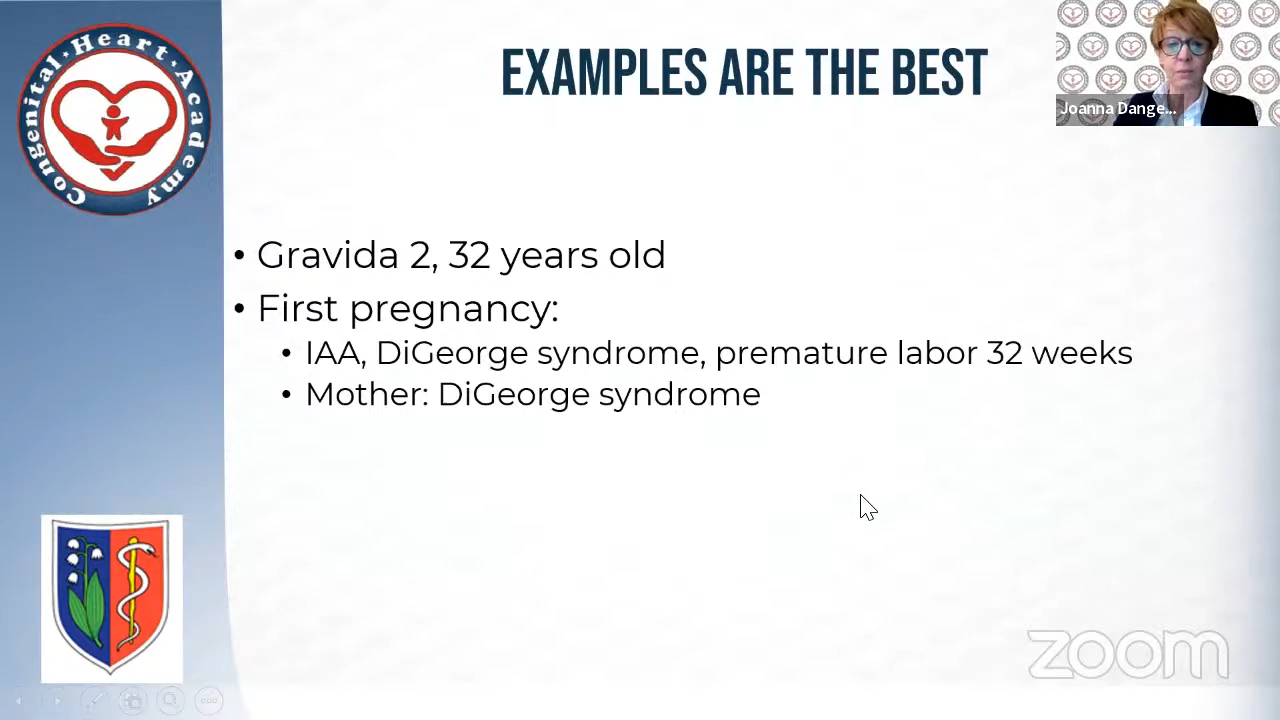 Congenital Heart Academy
EXAMPLES ARE THE BEST
Joanna Dange...
• Gravida 2, 32 years old
• First pregnancy:
• IAA, DiGeorge syndrome, premature labor 32 weeks
• Mother: DiGeorge syndrome
zoom